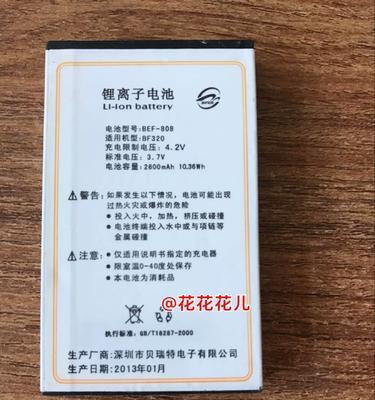 锂离子电池
Li-ion battery
电池型号:BEF-808
适用机型:BF320
充电限制电压:4.2V
标准电压:3.7V
电池容量:2800mAh 10.36Wh
警告:如果发生以下情况,电池可能出现
过热火灾或爆炸的危险
•投入火中,加热,挤压或碰撞
•电池终端投入水中或与项链等
金属碰撞
注意:•仅适用说明书指定的充电器
•限室温0-40度处保存
•本电池为消耗品
@花花花儿
执行标准:GB/T18287-2000
生产厂商:深圳市贝瑞特电子有限公司
生产日期:2013年01月